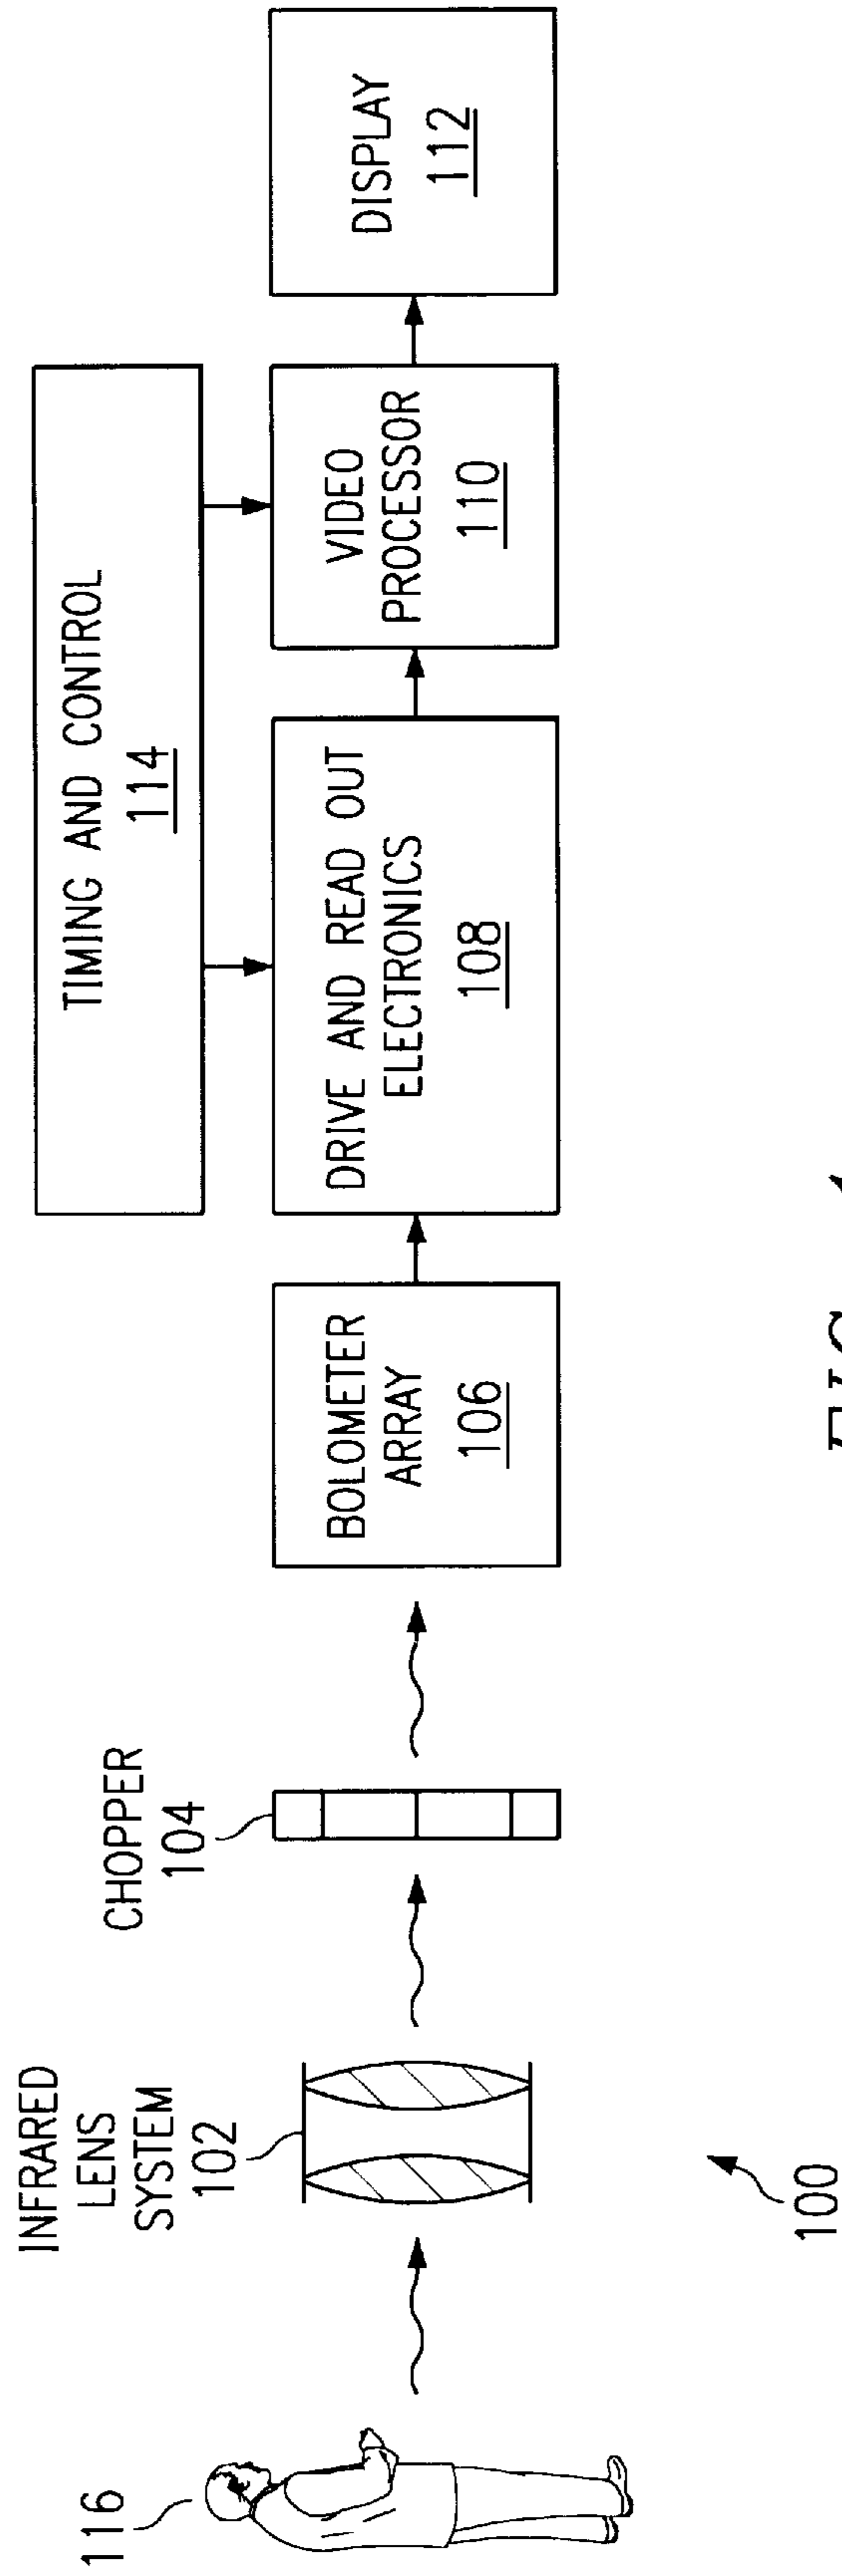 116
INFRARED
LENS
SYSTEM
102
CHOPPER
104
BOLOMETER
ARRAY
106
TIMING AND CONTROL
114
DRIVE AND READ OUT
ELECTRONICS
108
VIDEO
PROCESSOR
110
DISPLAY
112
100